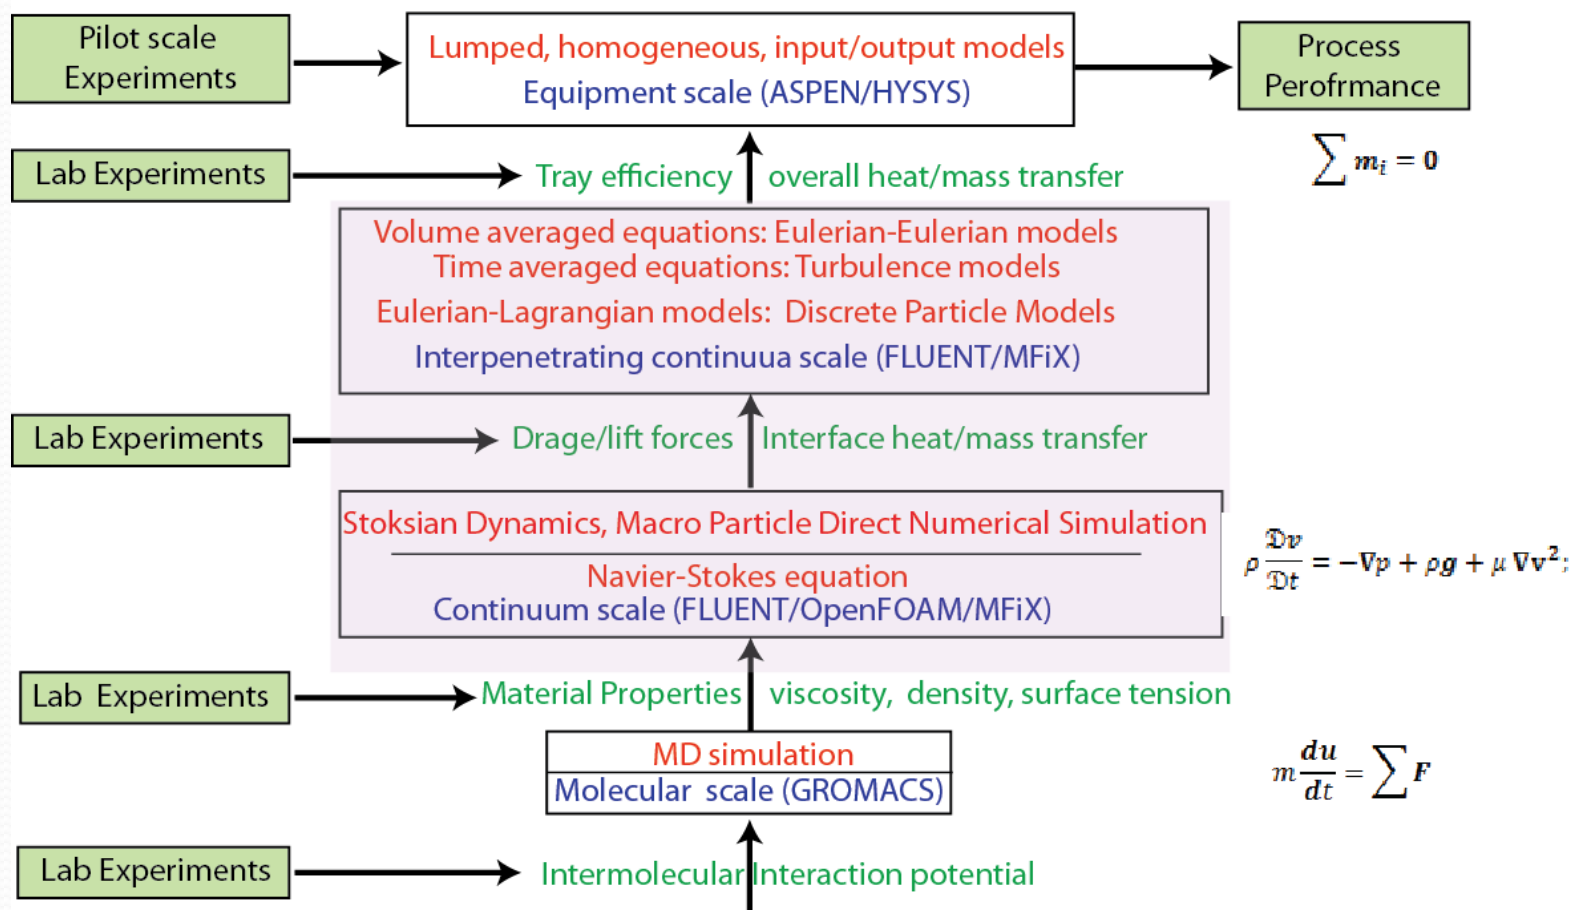 Pilot scale
Experiments
Lumped, homogeneous, input/output models
Equipment scale (ASPEN/HYSYS)
Process
Perofrmance
∑ mᵢ = 0
Lab Experiments
Tray efficiency overall heat/mass transfer
Volume averaged equations: Eulerian-Eulerian models
Time averaged equations: Turbulence models
Eulerian-Lagrangian models: Discrete Particle Models
Interpenetrating continuua scale (FLUENT/MFiX)
Lab Experiments
Drage/lift forces Interface heat/mass transfer
Stoksian Dynamics, Macro Particle Direct Numerical Simulation
Navier-Stokes equation
Continuum scale (FLUENT/OpenFOAM/MFiX)
ρ 𝔇v/𝔇t = −∇p + ρg + μ ∇v²;
Lab Experiments
Material Properties viscosity, density, surface tension
MD simulation
Molecular scale (GROMACS)
m du/dt = ∑ F
Lab Experiments
Intermolecular Interaction potential